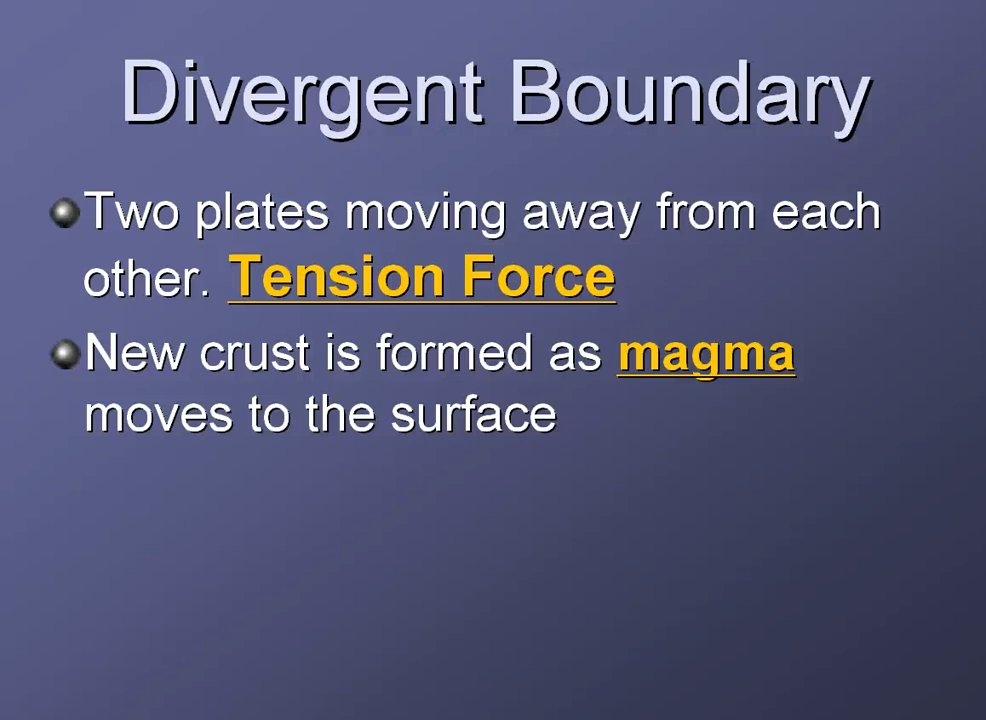 Divergent Boundary
Two plates moving away from each
other. Tension Force
New crust is formed as magma
moves to the surface